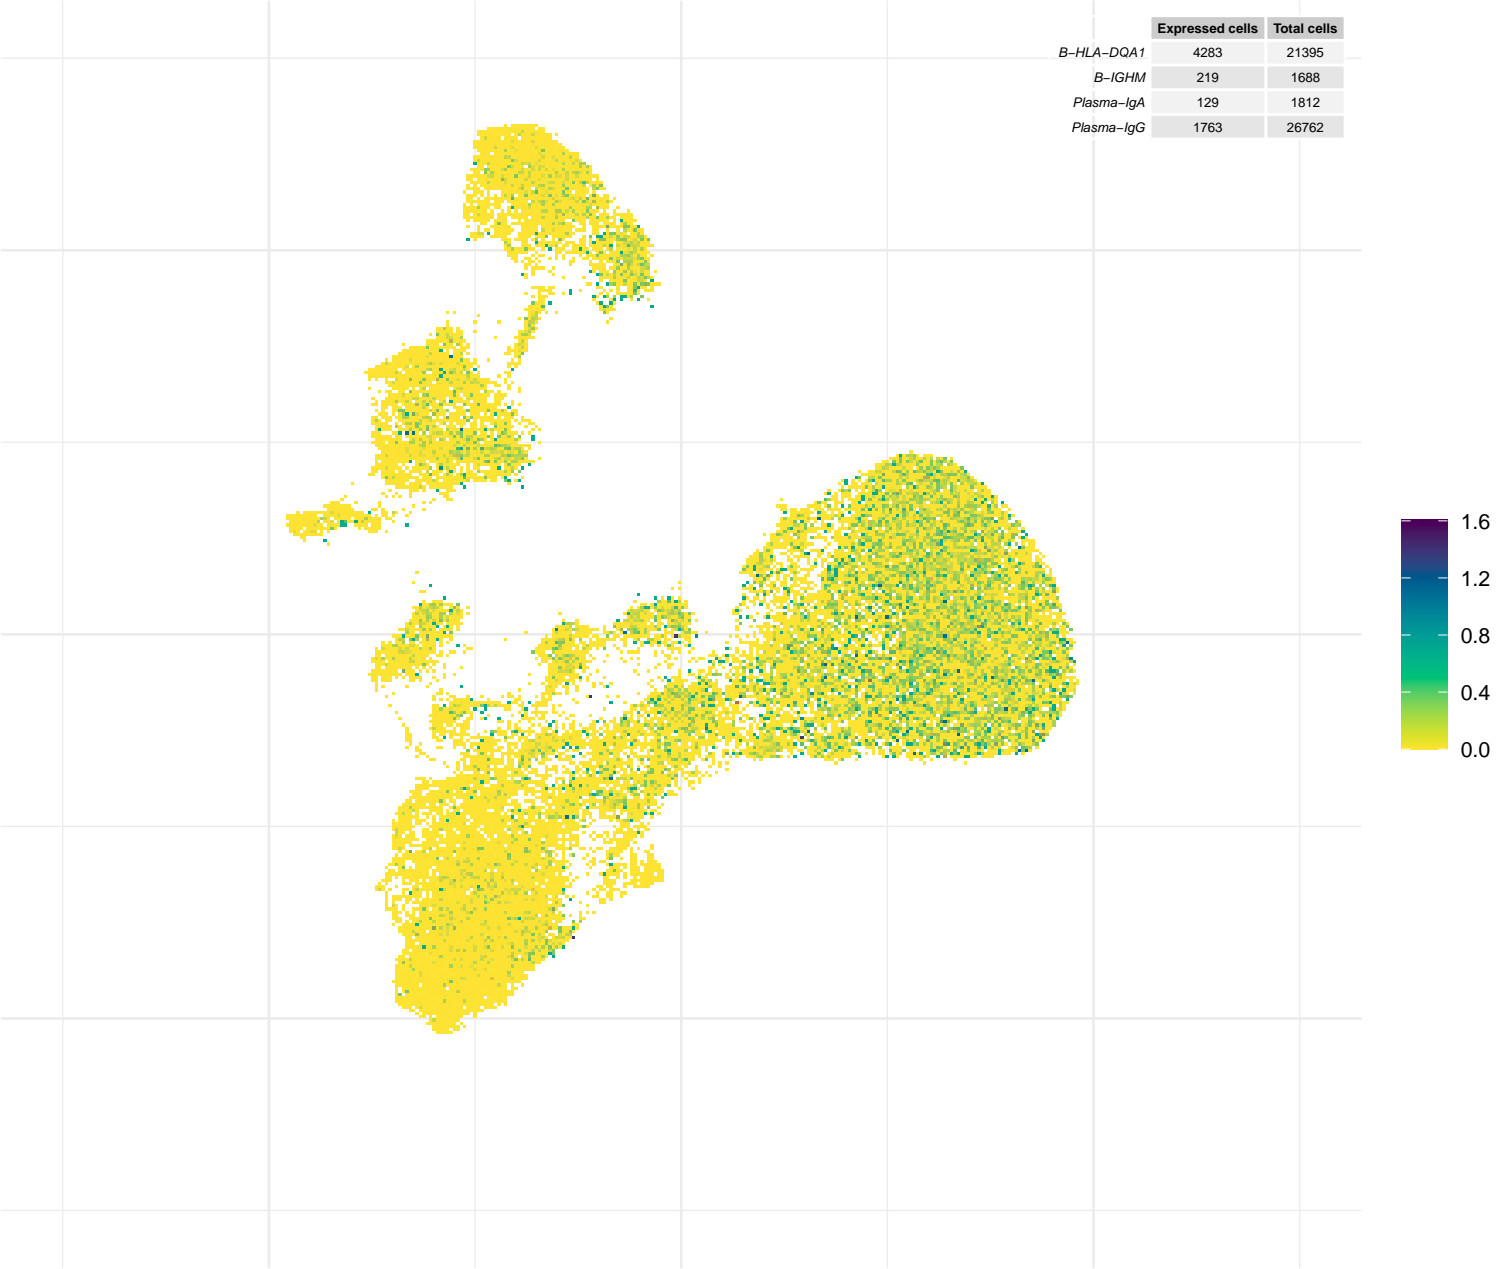 Expressed cells Total cells
B−HLA−DQA1 4283 21395
B−IGHM 219 1688
Plasma−IgA 129 1812
Plasma−IgG 1763 26762
1.6
1.2
0.8
0.4
0.0